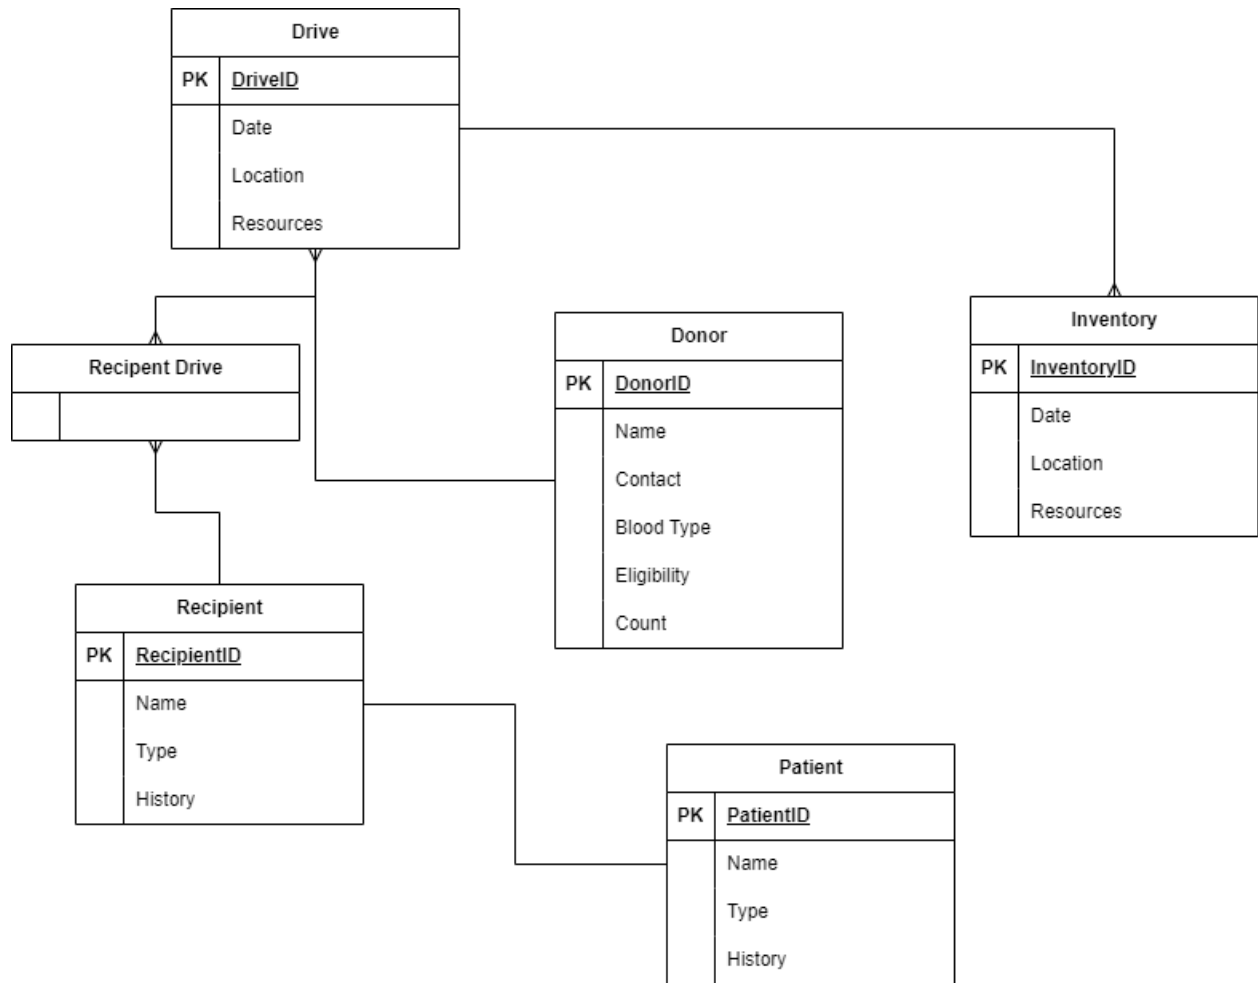 Drive
PK DriveID
Date
Location
Resources
Recipent Drive
Donor
PK DonorID
Name
Contact
Blood Type
Eligibility
Count
Inventory
PK InventoryID
Date
Location
Resources
Recipient
PK RecipientID
Name
Type
History
Patient
PK PatientID
Name
Type
History